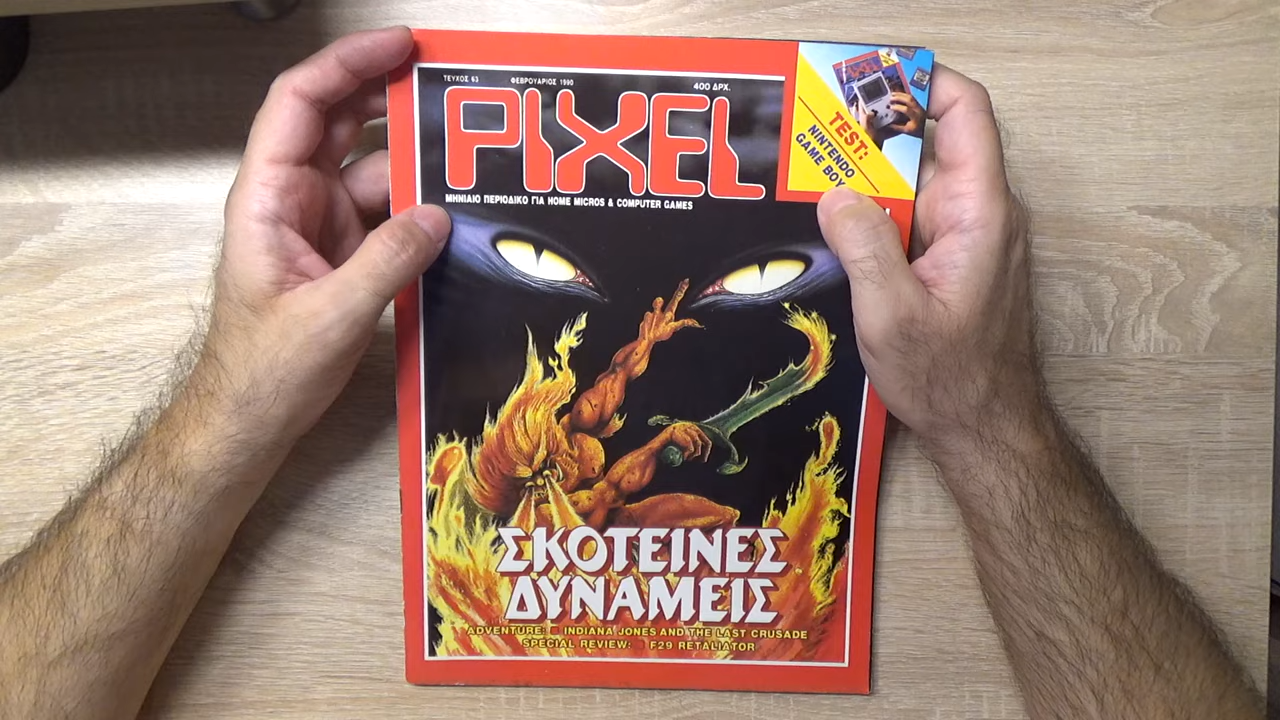 ΤΕΥΧΟΣ 63 ΦΕΒΡΟΥΑΡΙΟΣ 1990 400 ΔΡΧ.
PIXEL
ΜΗΝΙΑΙΟ ΠΕΡΙΟΔΙΚΟ ΓΙΑ HOME MICROS & COMPUTER GAMES
TEST:
NINTENDO
GAME BOY
ΣΚΟΤΕΙΝΕΣ
ΔΥΝΑΜΕΙΣ
ADVENTURE: INDIANA JONES AND THE LAST CRUSADE
SPECIAL REVIEW: F29 RETALIATOR